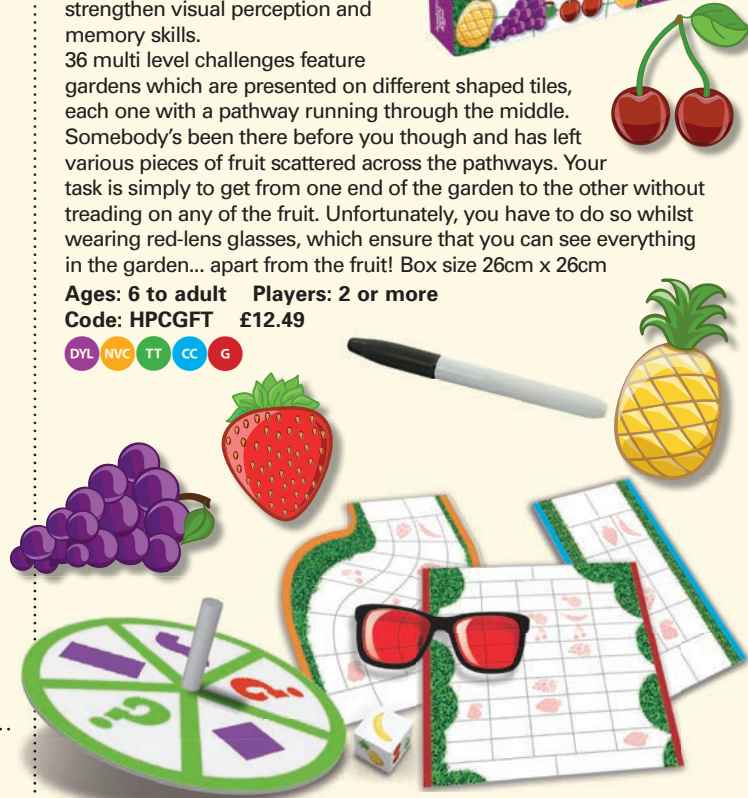 strengthen visual perception and
memory skills.
36 multi level challenges feature
gardens which are presented on different shaped tiles,
each one with a pathway running through the middle.
Somebody's been there before you though and has left
various pieces of fruit scattered across the pathways. Your
task is simply to get from one end of the garden to the other without
treading on any of the fruit. Unfortunately, you have to do so whilst
wearing red-lens glasses, which ensure that you can see everything
in the garden... apart from the fruit! Box size 26cm x 26cm
Ages: 6 to adult Players: 2 or more
Code: HPCGFT £12.49
DYL NVC TT CC G
? ?